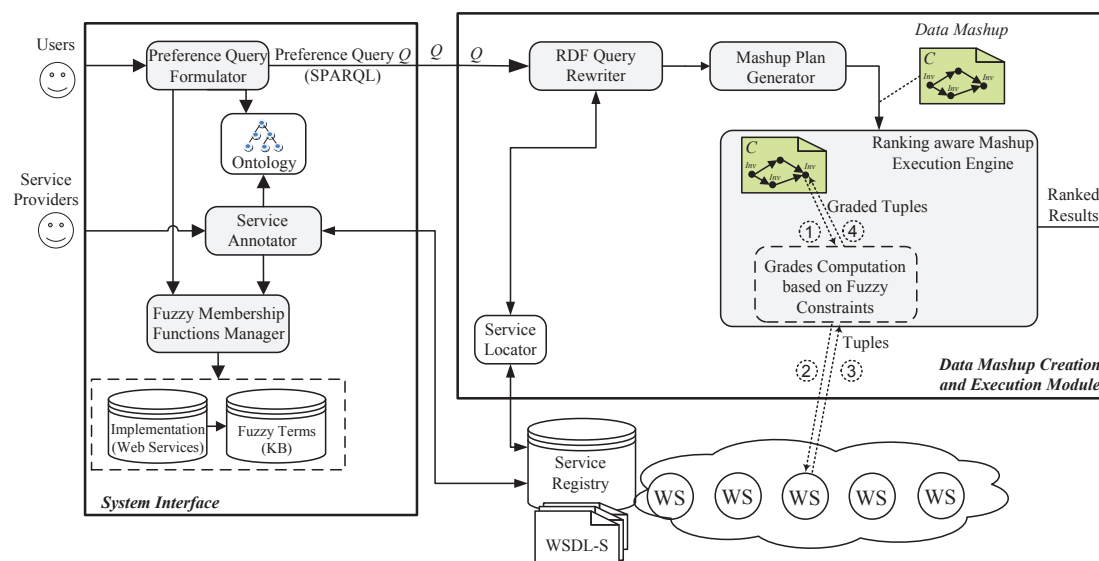 Users
Preference Query
Formulator
Preference Query Q
(SPARQL)
Q
Q
RDF Query
Rewriter
Mashup Plan
Generator
Data Mashup
C
Inv
Inv
Inv
Inv
Ontology
Service
Providers
Service
Annotator
C
Inv
Inv
Inv
Inv
Ranking aware Mashup
Execution Engine
Graded Tuples
1
4
Ranked
Results
Grades Computation
based on Fuzzy
Constraints
Fuzzy Membership
Functions Manager
Service
Locator
Tuples
2
3
Data Mashup Creation
and Execution Module
Implementation
(Web Services)
Fuzzy Terms
(KB)
System Interface
Service
Registry
WSDL-S
WS
WS
WS
WS
WS